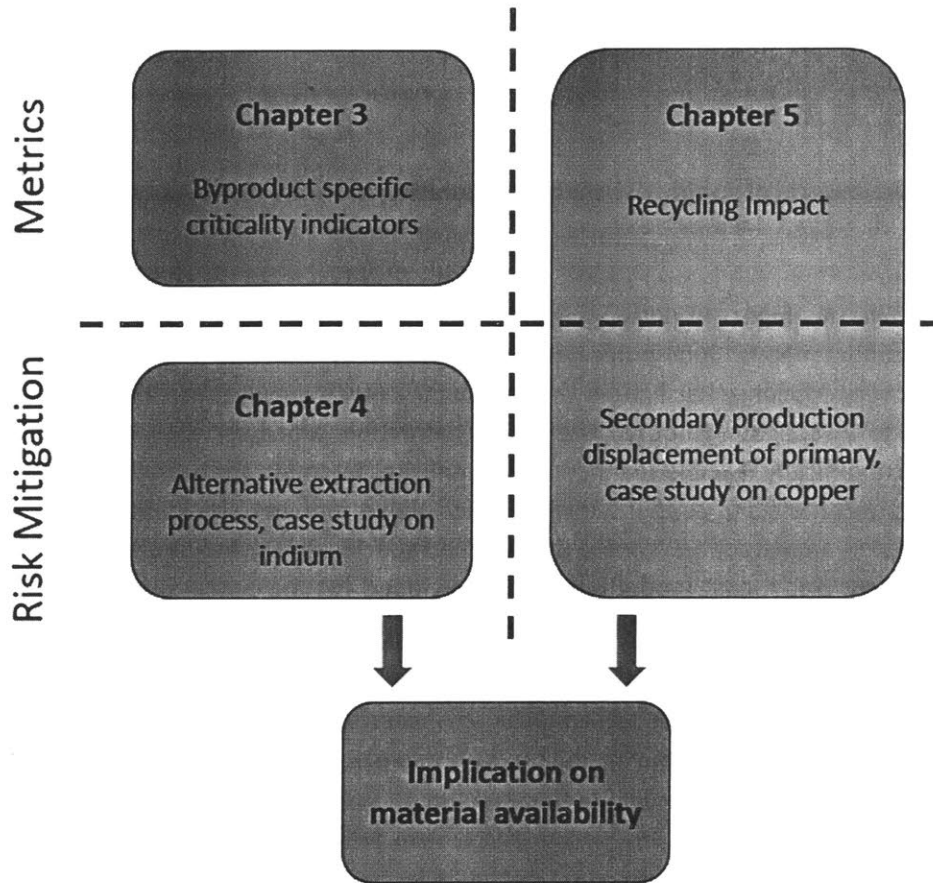 Metrics
Chapter 3
Byproduct specific
criticality indicators
Chapter 5
Recycling Impact
Risk Mitigation
Chapter 4
Alternative extraction
process, case study on
indium
Secondary production
displacement of primary,
case study on copper
Implication on
material availability